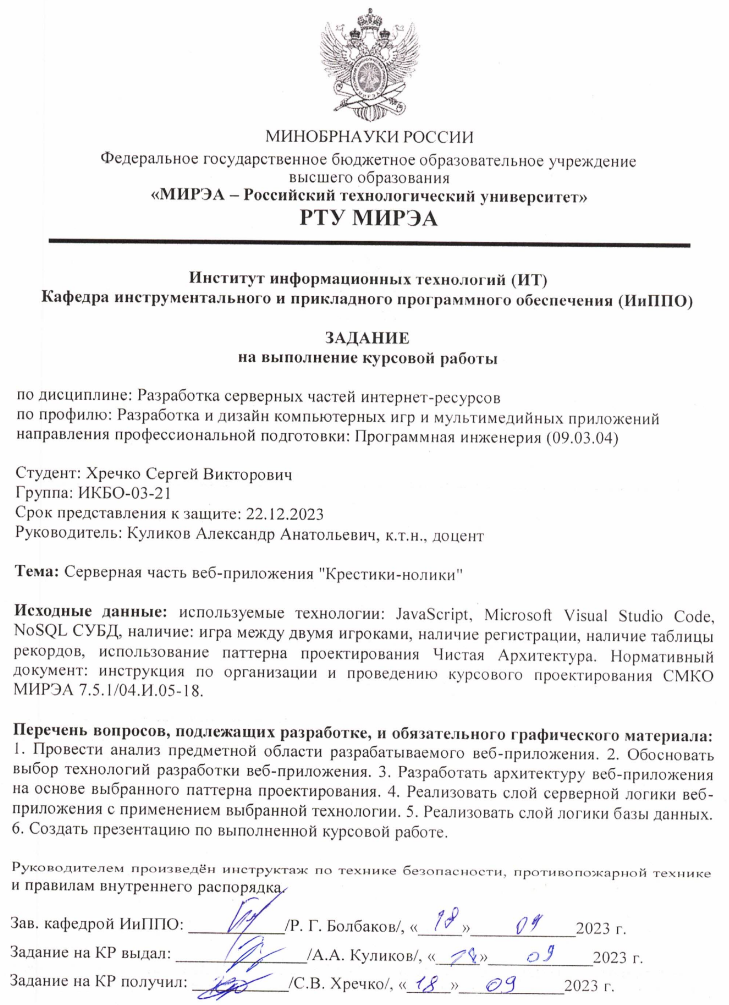 МИНОБРНАУКИ РОССИИ
Федеральное государственное бюджетное образовательное учреждение
высшего образования
«МИРЭА – Российский технологический университет»
РТУ МИРЭА
Институт информационных технологий (ИТ)
Кафедра инструментального и прикладного программного обеспечения (ИиППО)
ЗАДАНИЕ
на выполнение курсовой работы
по дисциплине: Разработка серверных частей интернет-ресурсов
по профилю: Разработка и дизайн компьютерных игр и мультимедийных приложений
направления профессиональной подготовки: Программная инженерия (09.03.04)
Студент: Хречко Сергей Викторович
Группа: ИКБО-03-21
Срок представления к защите: 22.12.2023
Руководитель: Куликов Александр Анатольевич, к.т.н., доцент
Тема: Серверная часть веб-приложения "Крестики-нолики"
Исходные данные: используемые технологии: JavaScript, Microsoft Visual Studio Code,
NoSQL СУБД, наличие: игра между двумя игроками, наличие регистрации, наличие таблицы
рекордов, использование паттерна проектирования Чистая Архитектура. Нормативный
документ: инструкция по организации и проведению курсового проектирования СМКО
МИРЭА 7.5.1/04.И.05-18.
Перечень вопросов, подлежащих разработке, и обязательного графического материала:
1. Провести анализ предметной области разрабатываемого веб-приложения. 2. Обосновать
выбор технологий разработки веб-приложения. 3. Разработать архитектуру веб-приложения
на основе выбранного паттерна проектирования. 4. Реализовать слой серверной логики веб-
приложения с применением выбранной технологии. 5. Реализовать слой логики базы данных.
6. Создать презентацию по выполненной курсовой работе.
Руководителем произведён инструктаж по технике безопасности, противопожарной технике
и правилам внутреннего распорядка.
Зав. кафедрой ИиППО: ____________/Р. Г. Болбаков/, «18»____09____2023 г.
Задание на КР выдал: ____________/А.А. Куликов/, «18»____09____2023 г.
Задание на КР получил: ____________/С.В. Хречко/, «18»____09____2023 г.